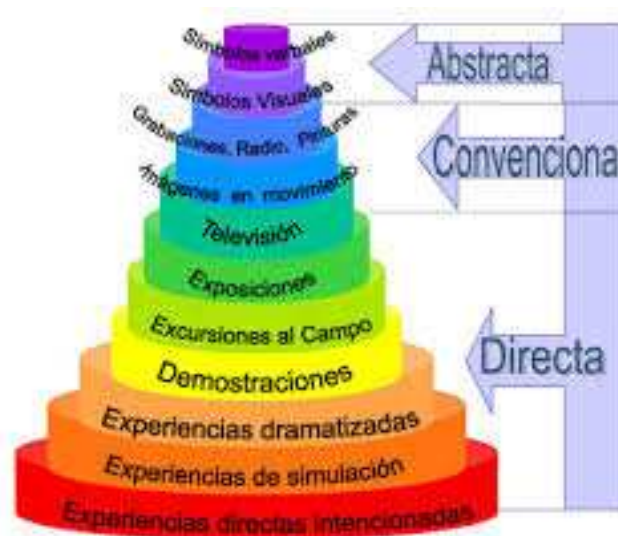 Símbolos verbales
Símbolos Visuales
Grabaciones, Radio, Pinturas
Imágenes en movimiento
Televisión
Exposiciones
Excursiones al Campo
Demostraciones
Experiencias dramatizadas
Experiencias de simulación
Experiencias directas intencionadas
Abstracta
Convenciona
Directa